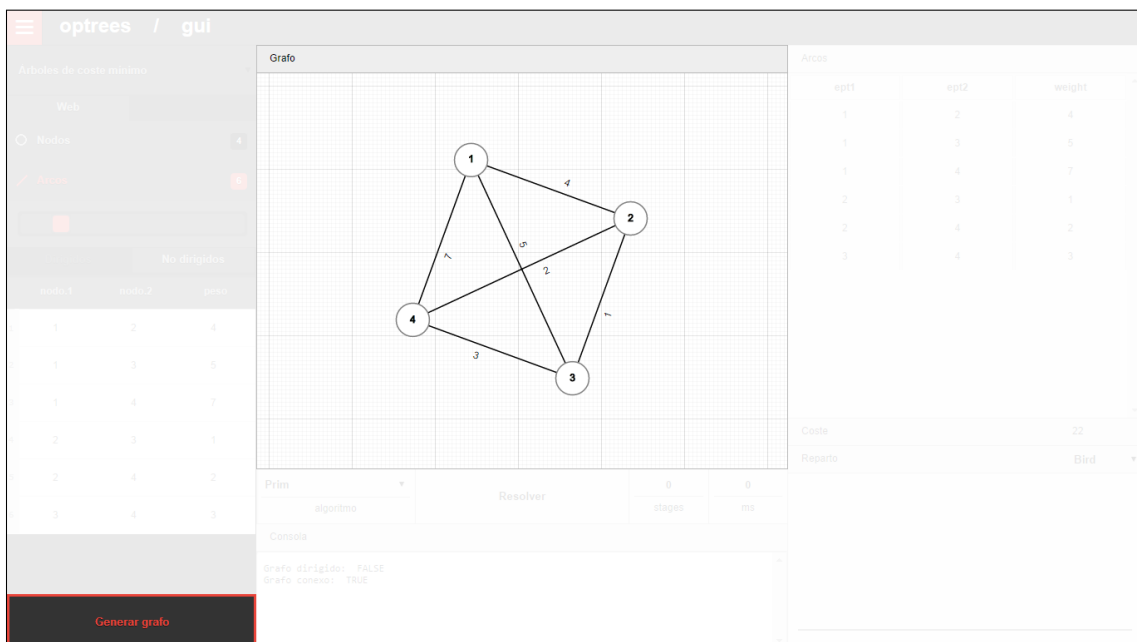 optrees / gui
Arboles de coste mínimo
Web
Nodos 4
Arcos 6
No dirigidos
nodo.1 nodo.2 peso
1 2 4
1 3 5
1 4 7
2 3 1
2 4 2
3 4 3
Generar grafo
Grafo
1
4
2
5
7
2
4
1
3
3
Prim ▾
algoritmo
Resolver
0
stages
0
ms
Consola
Grafo dirigido: FALSE
Grafo conexo: TRUE
Arcos
ept1 ept2 weight
1 2 4
1 3 5
1 4 7
2 3 1
2 4 2
3 4 3
Coste 22
Reparto Bird ▾